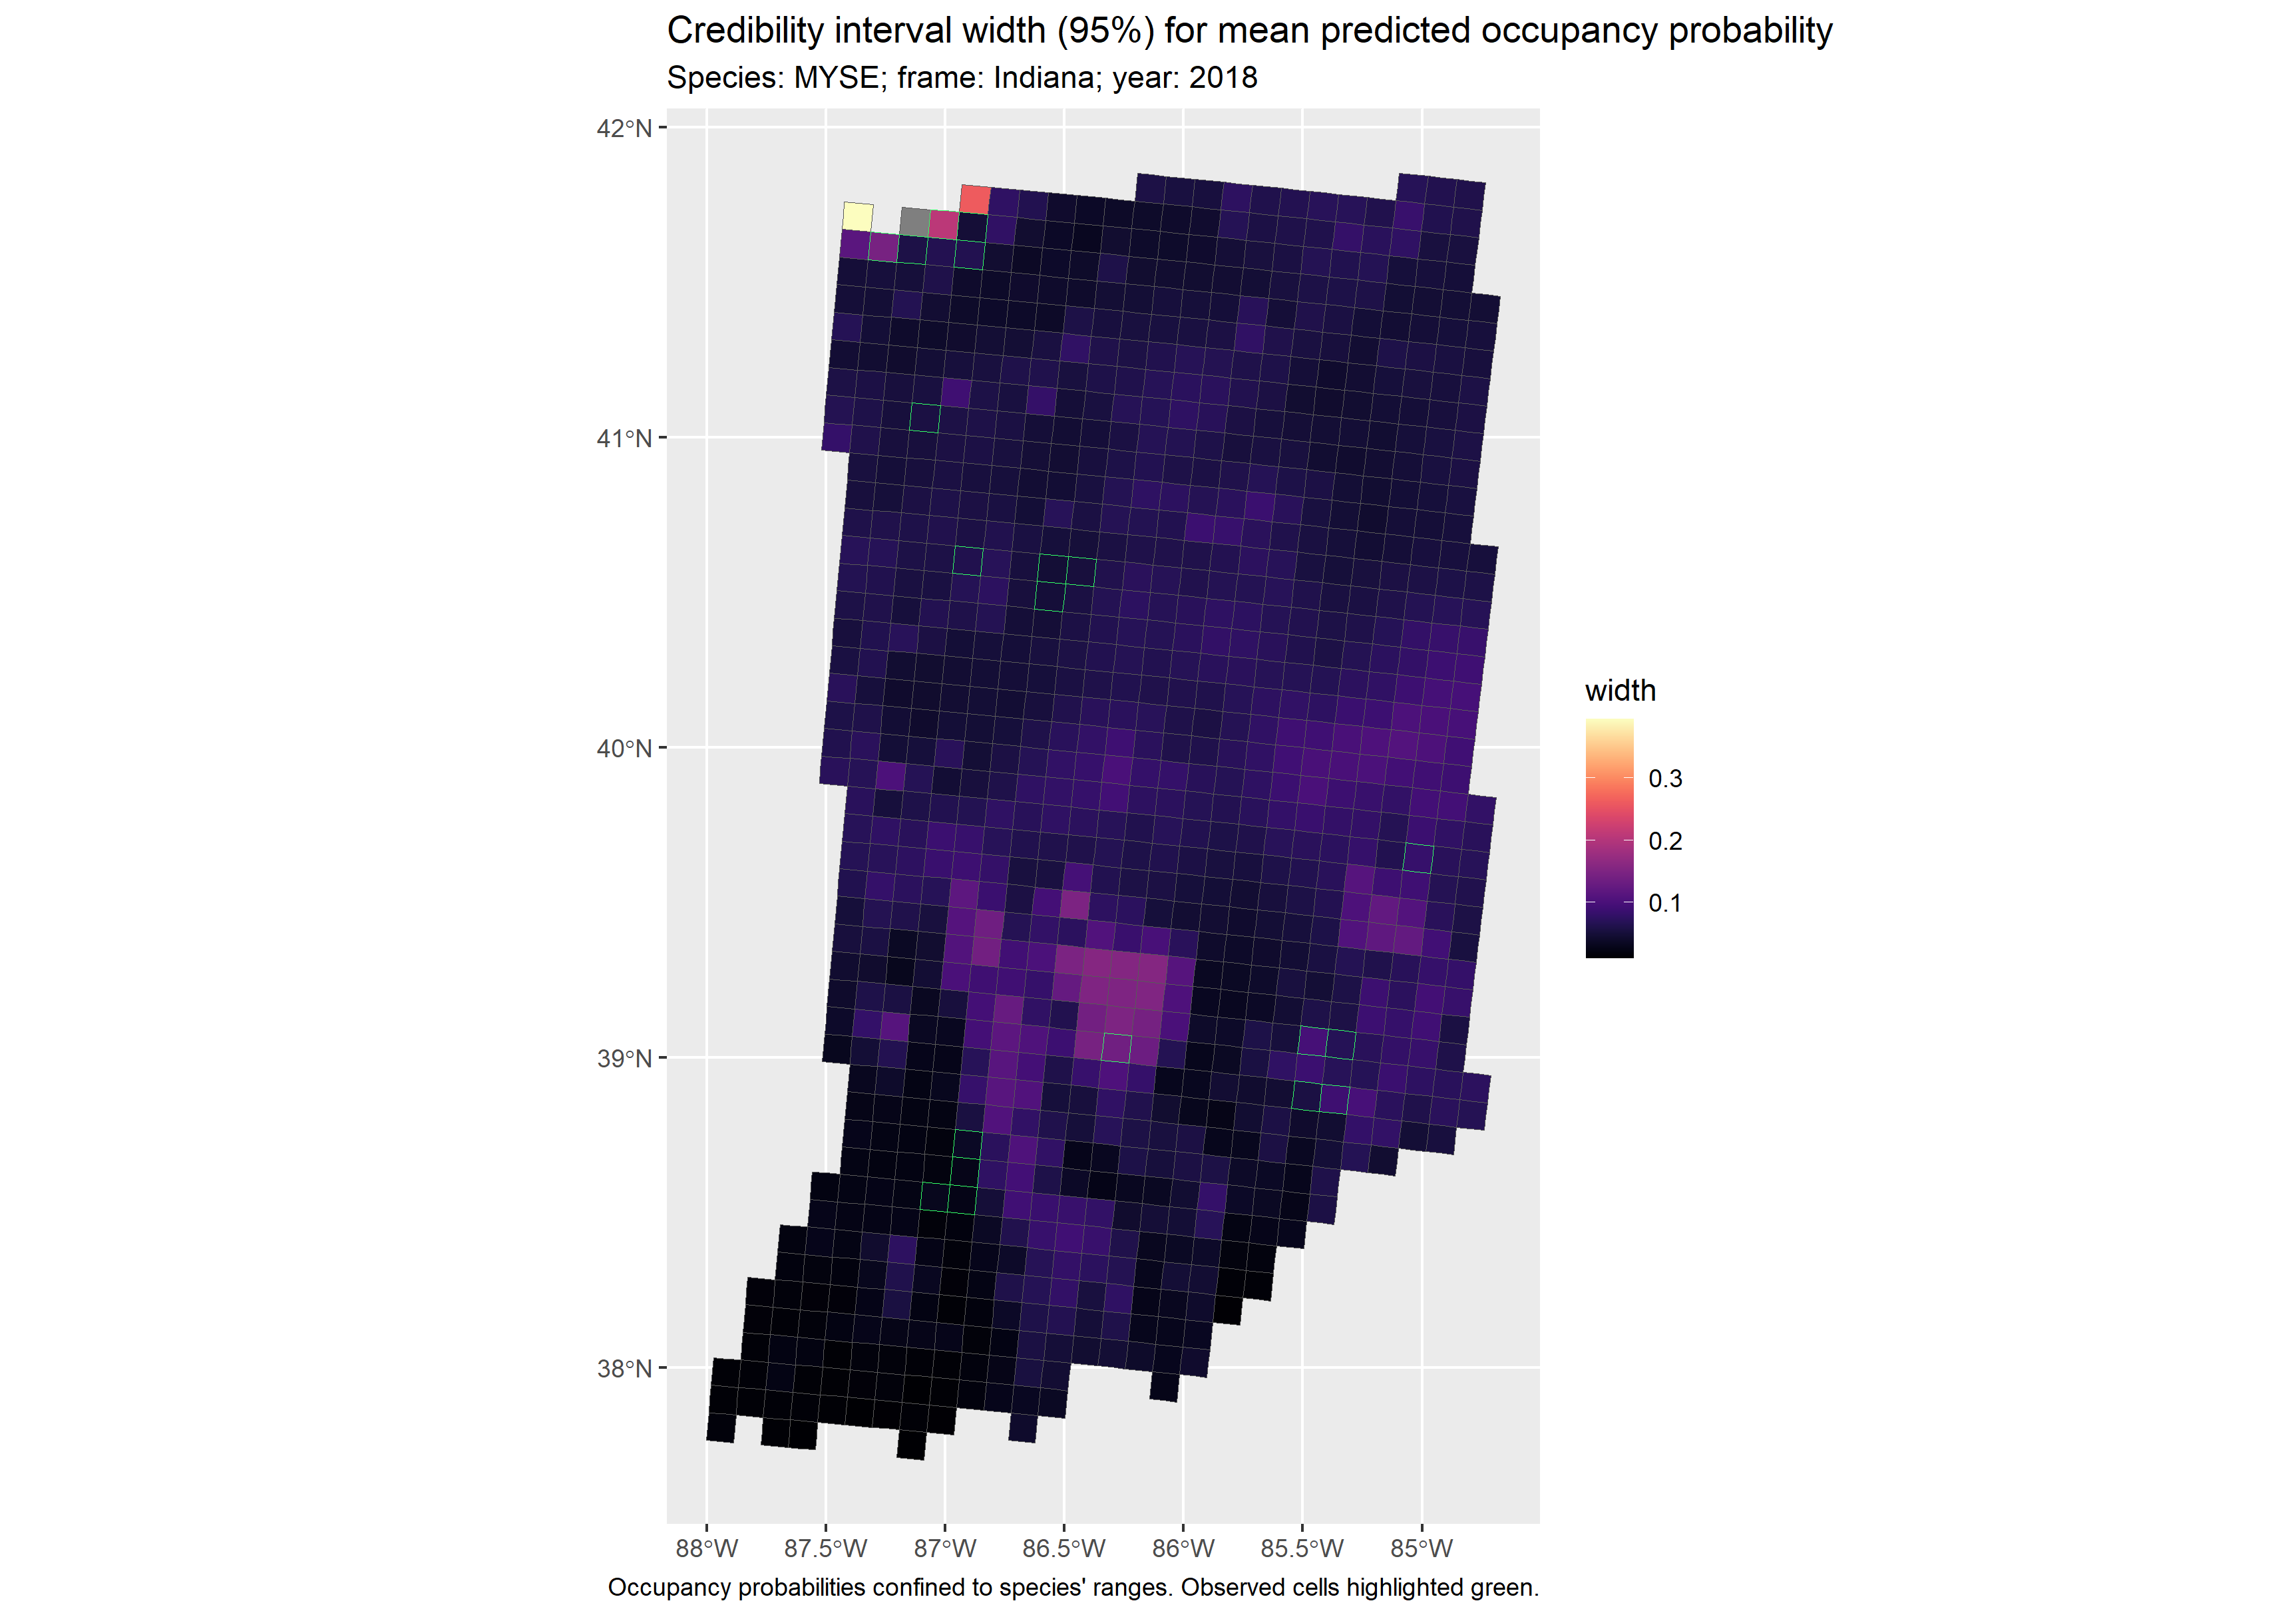 Credibility interval width (95%) for mean predicted occupancy probability
Species: MYSE; frame: Indiana; year: 2018
42°N
41°N
40°N
39°N
38°N
88°W 87.5°W 87°W 86.5°W 86°W 85.5°W 85°W
width
0.3
0.2
0.1
Occupancy probabilities confined to species' ranges. Observed cells highlighted green.